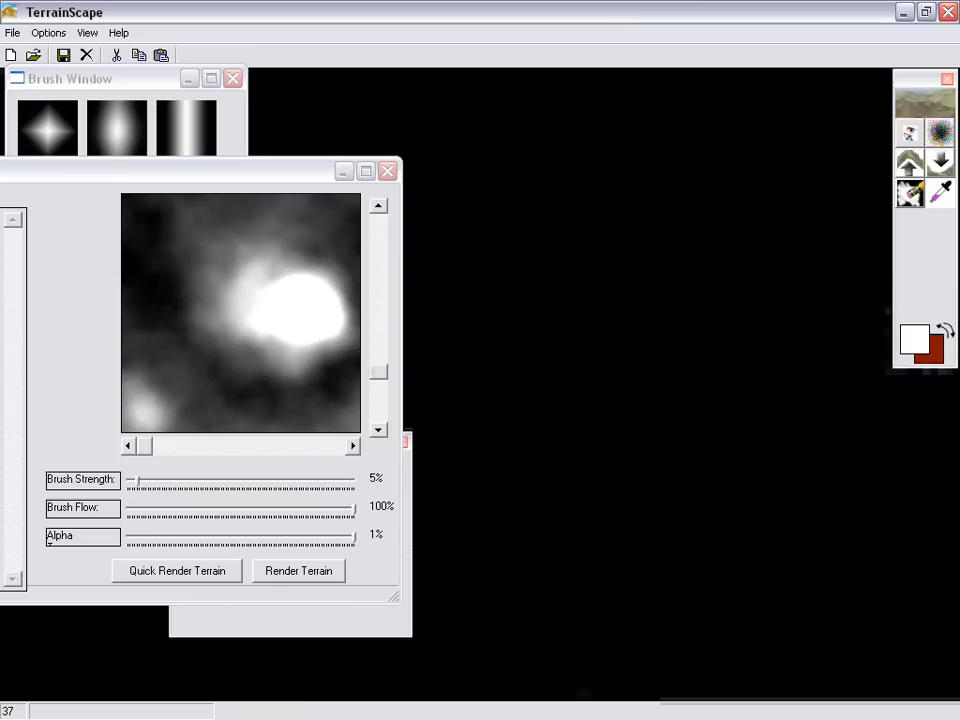 TerrainScape
File Options View Help
Brush Window
Brush Strength: 5%
Brush Flow: 100%
Alpha 1%
Quick Render Terrain Render Terrain
37